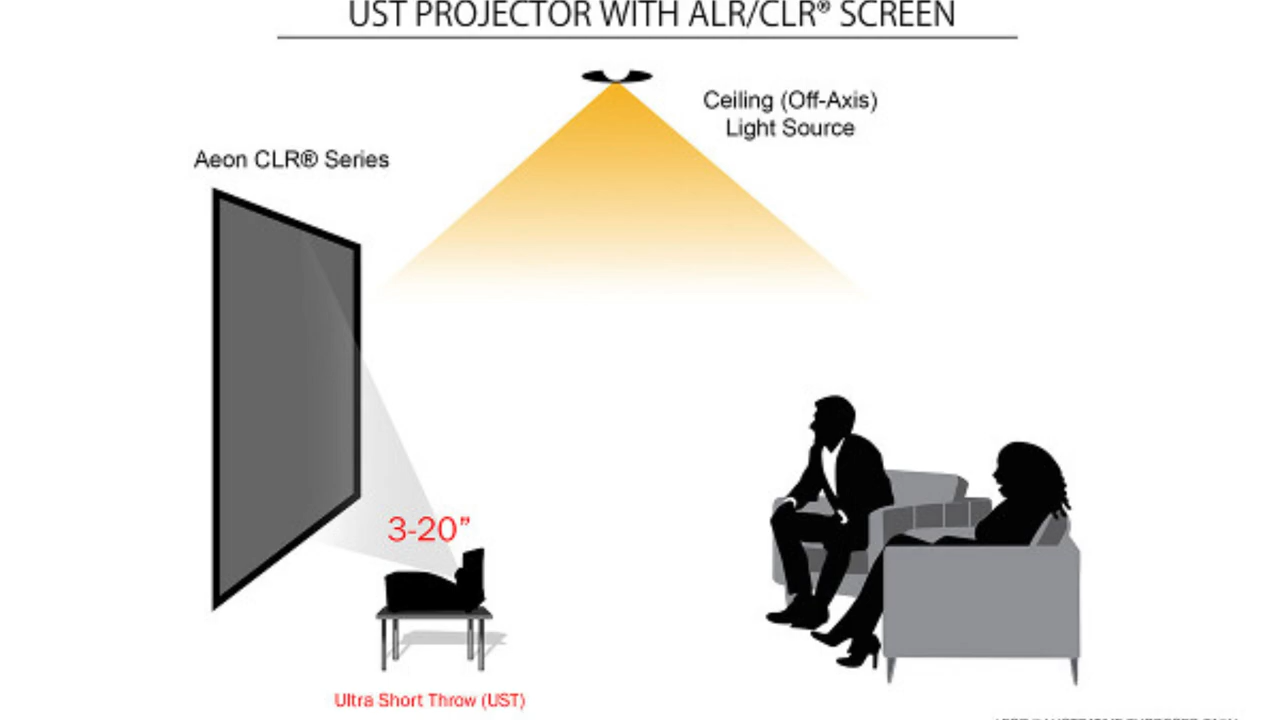 UST PROJECTOR WITH ALR/CLR® SCREEN
Ceiling (Off-Axis)
Light Source
Aeon CLR® Series
3-20”
Ultra Short Throw (UST)